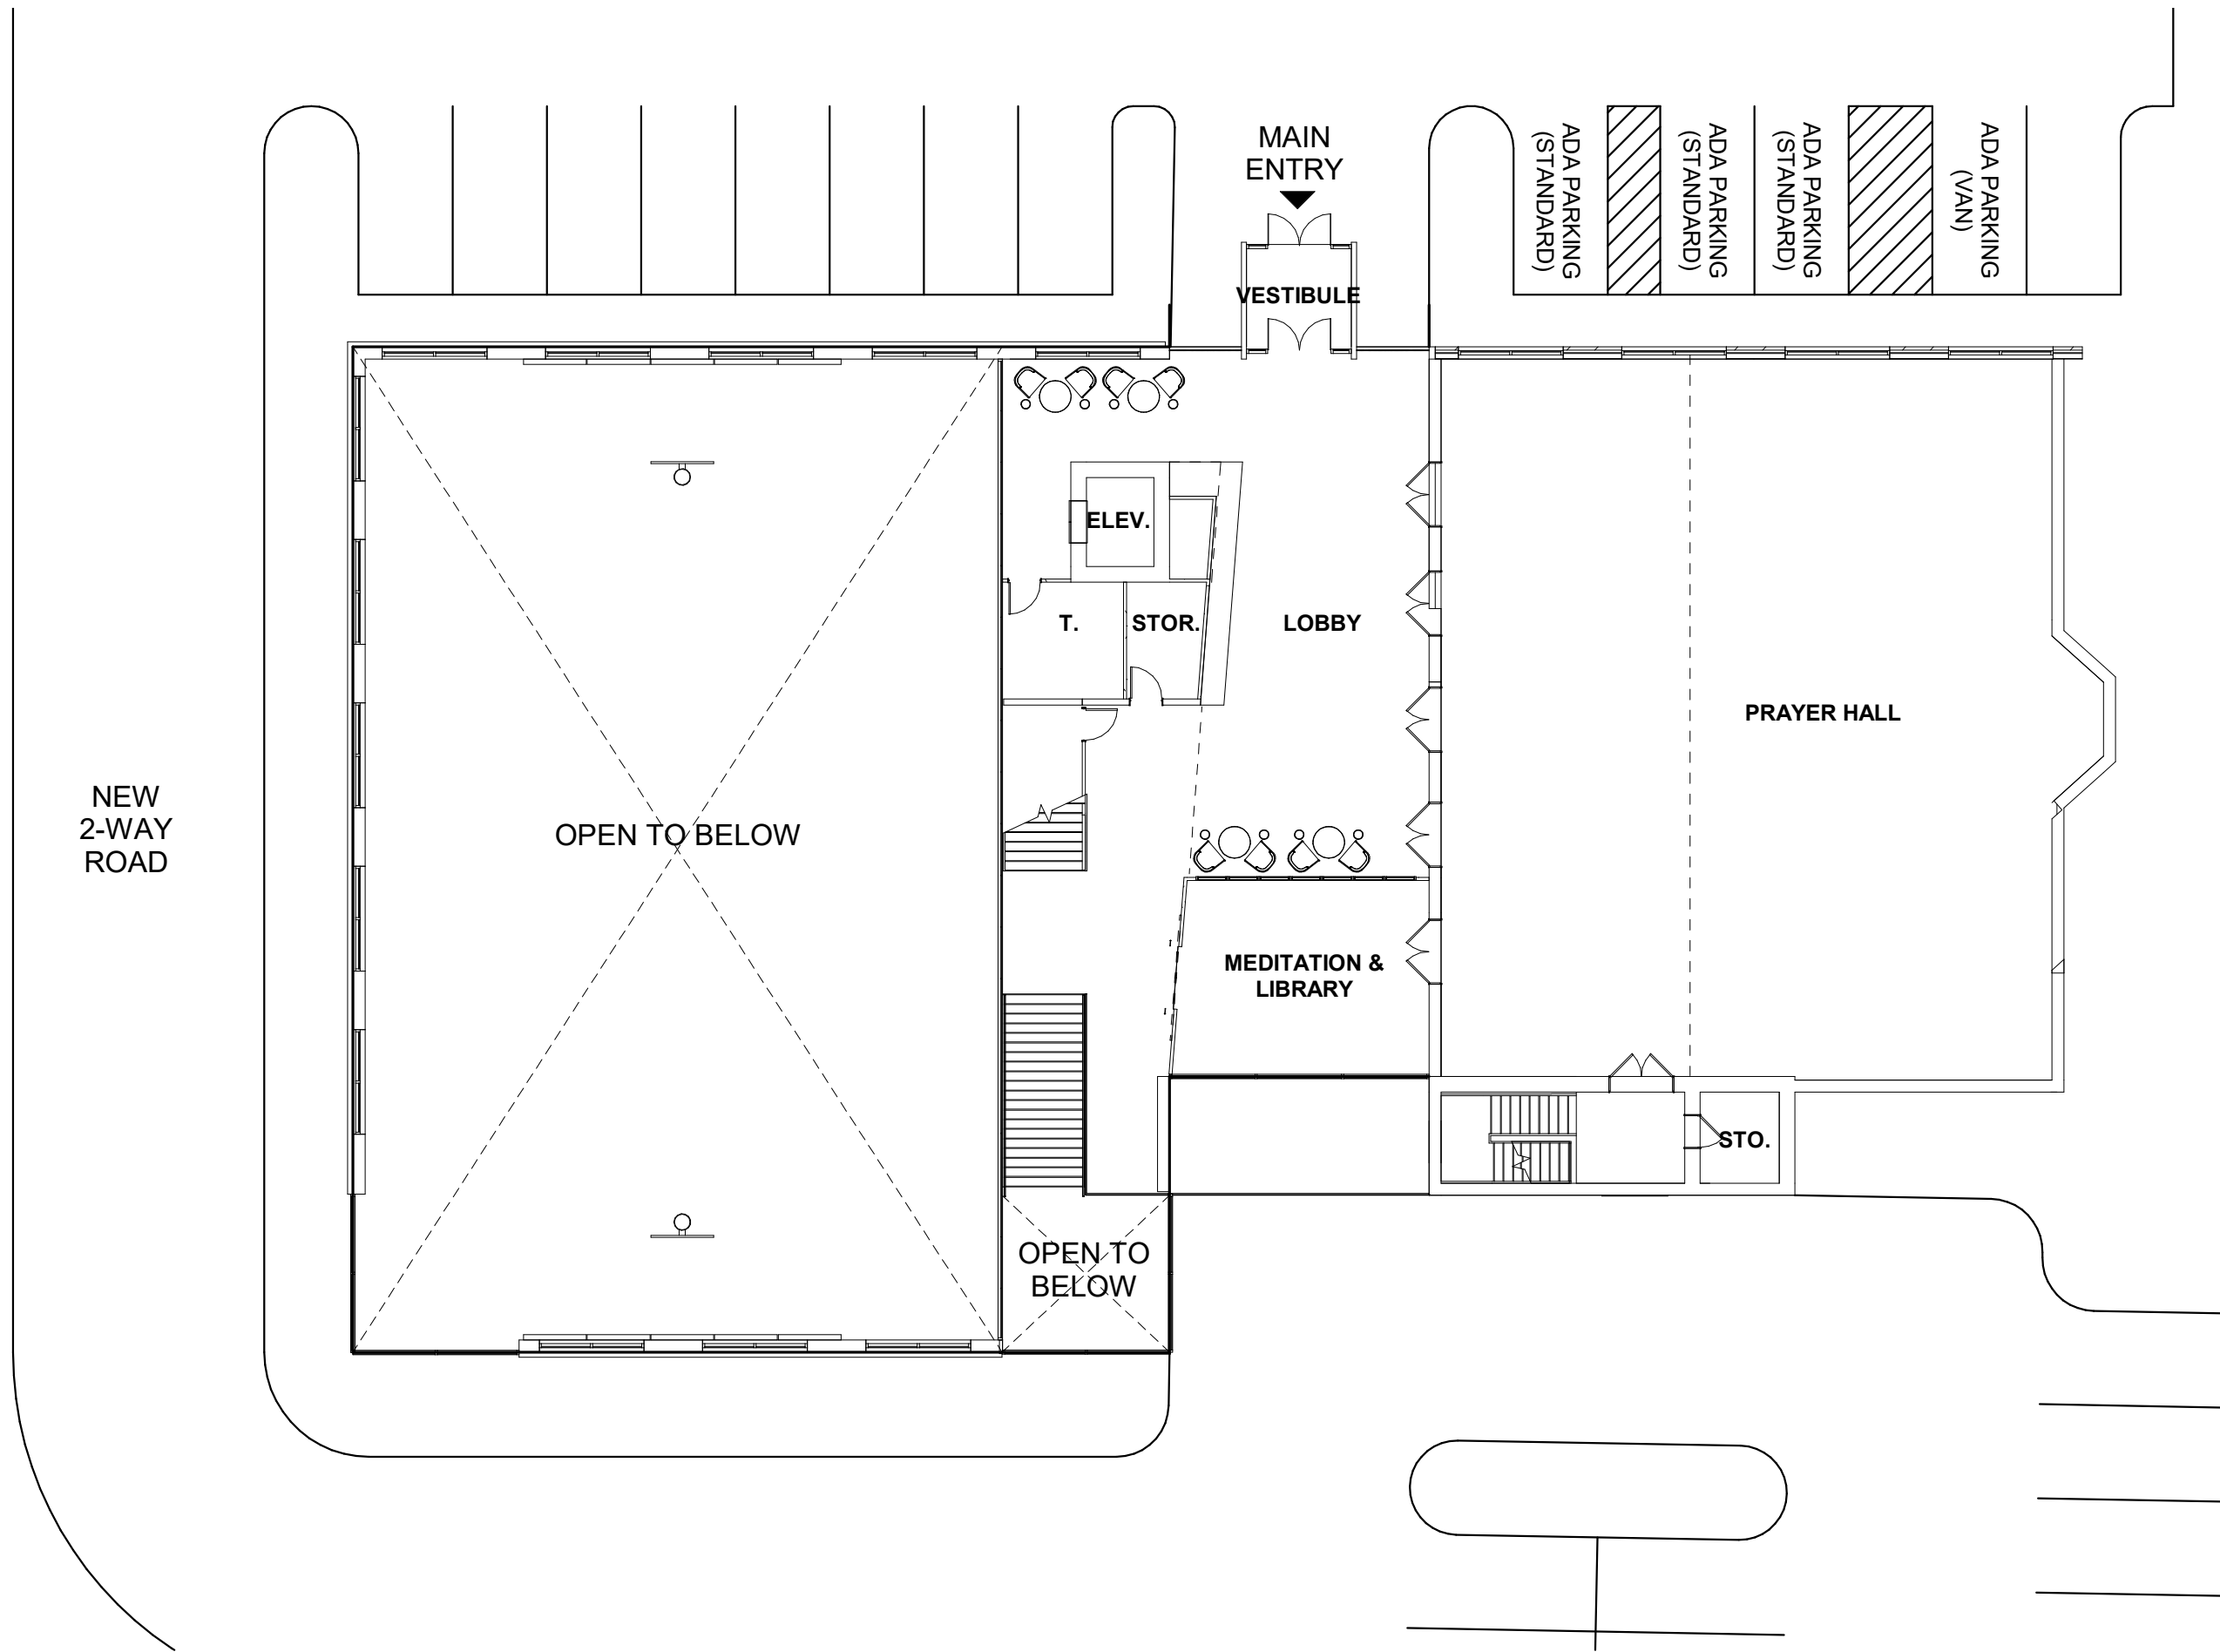 MAIN
ENTRY
ADA PARKING
(STANDARD)
ADA PARKING
(STANDARD)
ADA PARKING
(STANDARD)
ADA PARKING
(VAN)
VESTIBULE
ELEV.
T.
STOR.
LOBBY
PRAYER HALL
NEW
2-WAY
ROAD
OPEN TO BELOW
MEDITATION &
LIBRARY
STO.
OPEN TO
BELOW